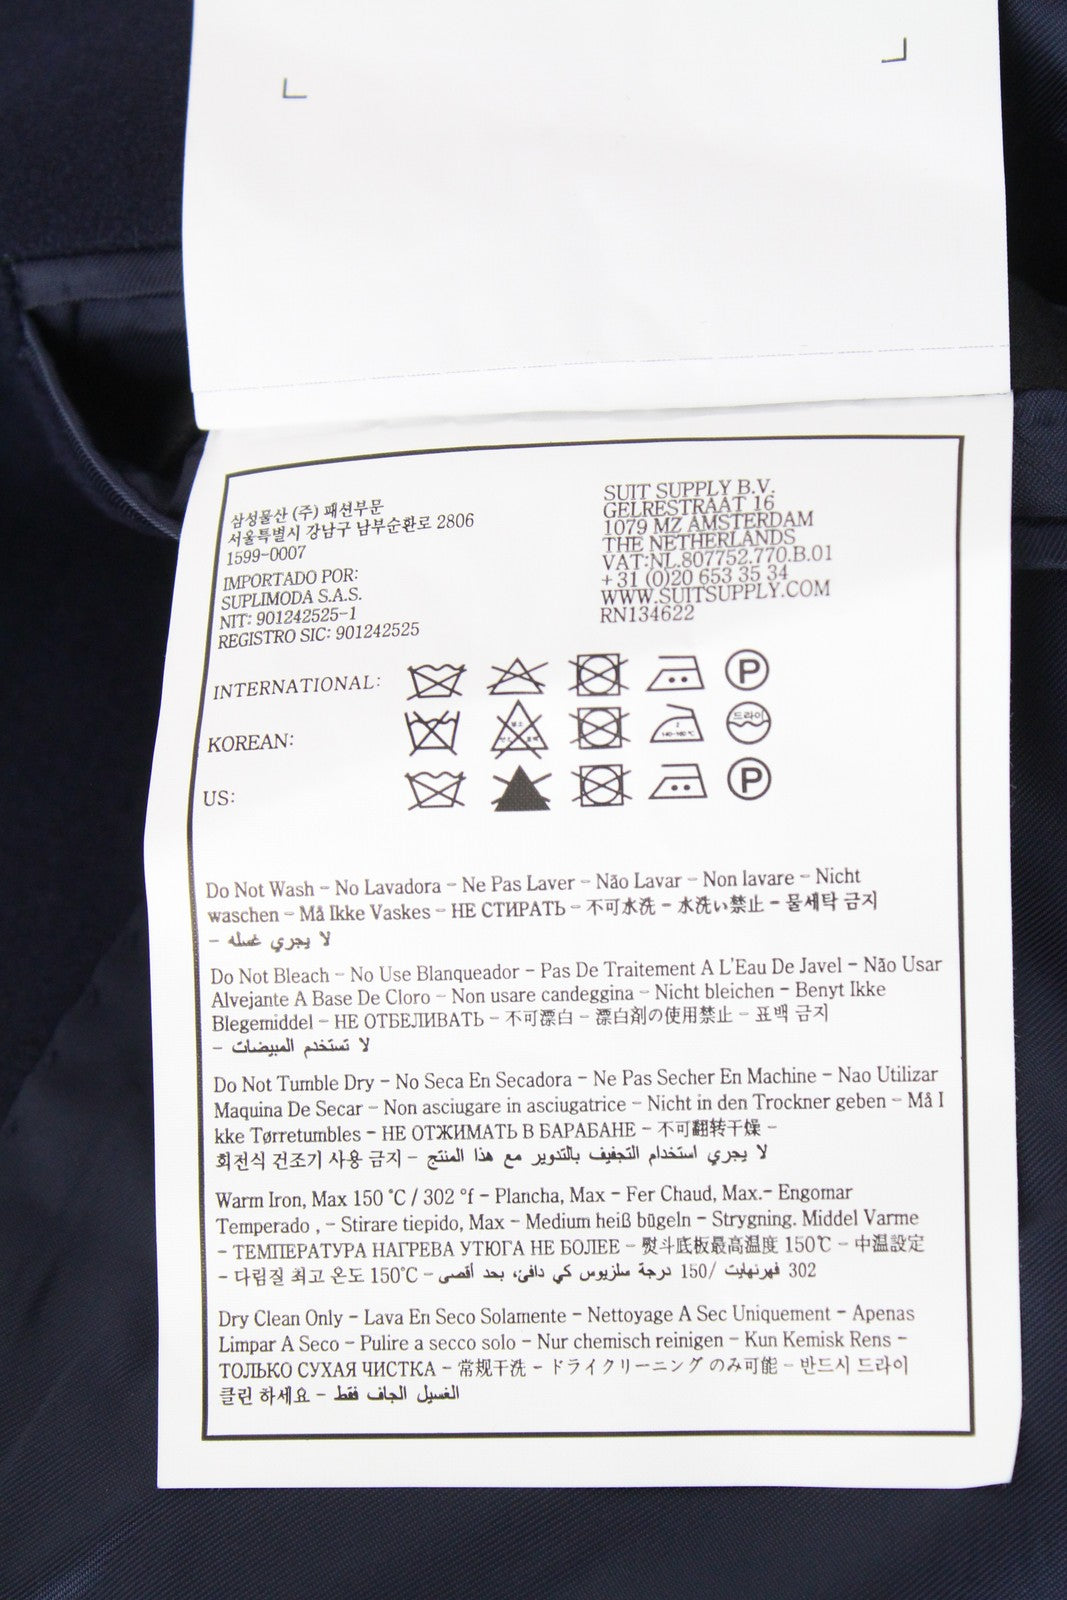 삼성물산 (주) 패션부문
서울특별시 강남구 남부순환로 2806
1599-0007
IMPORTADO POR:
SUPLIMODA S.A.S.
NIT: 901242525-1
REGISTRO SIC: 901242525
SUIT SUPPLY B.V.
GELRESTRAAT 16
1079 MZ AMSTERDAM
THE NETHERLANDS
VAT:NL.807752.770.B.01
+31 (0)20 653 35 34
WWW.SUITSUPPLY.COM
RN134622
INTERNATIONAL:
P
KOREAN:
드라이
US:
P
Do Not Wash - No Lavadora - Ne Pas Laver - Não Lavar - Non lavare - Nicht
waschen - Må Ikke Vaskes - НЕ СТИРАТЬ - 不可水洗 - 水洗い禁止 - 물세탁 금지
- لا يجري غسله
Do Not Bleach - No Use Blanqueador - Pas De Traitement A L'Eau De Javel - Não Usar
Alvejante A Base De Cloro - Non usare candeggina - Nicht bleichen - Benyt Ikke
Blegemiddel - НЕ ОТБЕЛИВАТЬ - 不可漂白 - 漂白剤の使用禁止 - 표백 금지
- لا تستخدم المبيضات
Do Not Tumble Dry - No Seca En Secadora - Ne Pas Secher En Machine - Nao Utilizar
Maquina De Secar - Non asciugare in asciugatrice - Nicht in den Trockner geben - Må I
kke Tørretumbles - НЕ ОТЖИМАТЬ В БАРАБАНЕ - 不可翻转干燥 -
회전식 건조기 사용 금지 - لا يجري استخدام التجفيف بالتدوير مع هذا المنتج
Warm Iron, Max 150 °C / 302 °f - Plancha, Max - Fer Chaud, Max.- Engomar
Temperado , - Stirare tiepido, Max - Medium heiß bügeln - Strygning. Middel Varme
- ТЕМПЕРАТУРА НАГРЕВА УТЮГА НЕ БОЛЕЕ - 熨斗底板最高温度 150℃ - 中温設定
- 다림질 최고 온도 150°C - 302 فهرنهايت /150 درجة سلزيوس كي دافئ، بحد أقصى
Dry Clean Only - Lava En Seco Solamente - Nettoyage A Sec Uniquement - Apenas
Limpar A Seco - Pulire a secco solo - Nur chemisch reinigen - Kun Kemisk Rens -
ТОЛЬКО СУХАЯ ЧИСТКА - 常规干洗 - ドライクリーニング のみ可能 - 반드시 드라이
클린 하세요 - الغسيل الجاف فقط